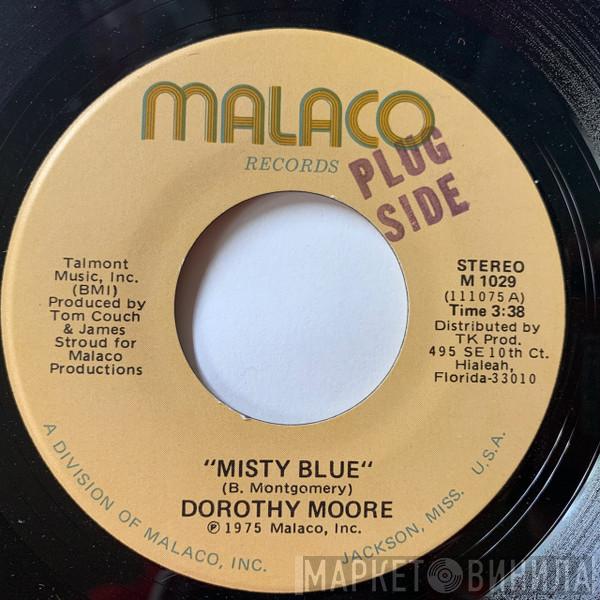 MALACO
RECORDS
PLUG
SIDE
Talmont
Music, Inc.
(BMI)
Produced by
Tom Couch
& James
Stroud for
Malaco
Productions
STEREO
M 1029
(111075 A)
Time 3:38
Distributed by
TK Prod.
495 SE 10th Ct.
Hialeah,
Florida-33010
"MISTY BLUE"
(B. Montgomery)
DOROTHY MOORE
℗ 1975 Malaco, Inc.
A DIVISION OF MALACO, INC. JACKSON, MISS. U.S.A.
МАРКЕТ ВИНИЛА